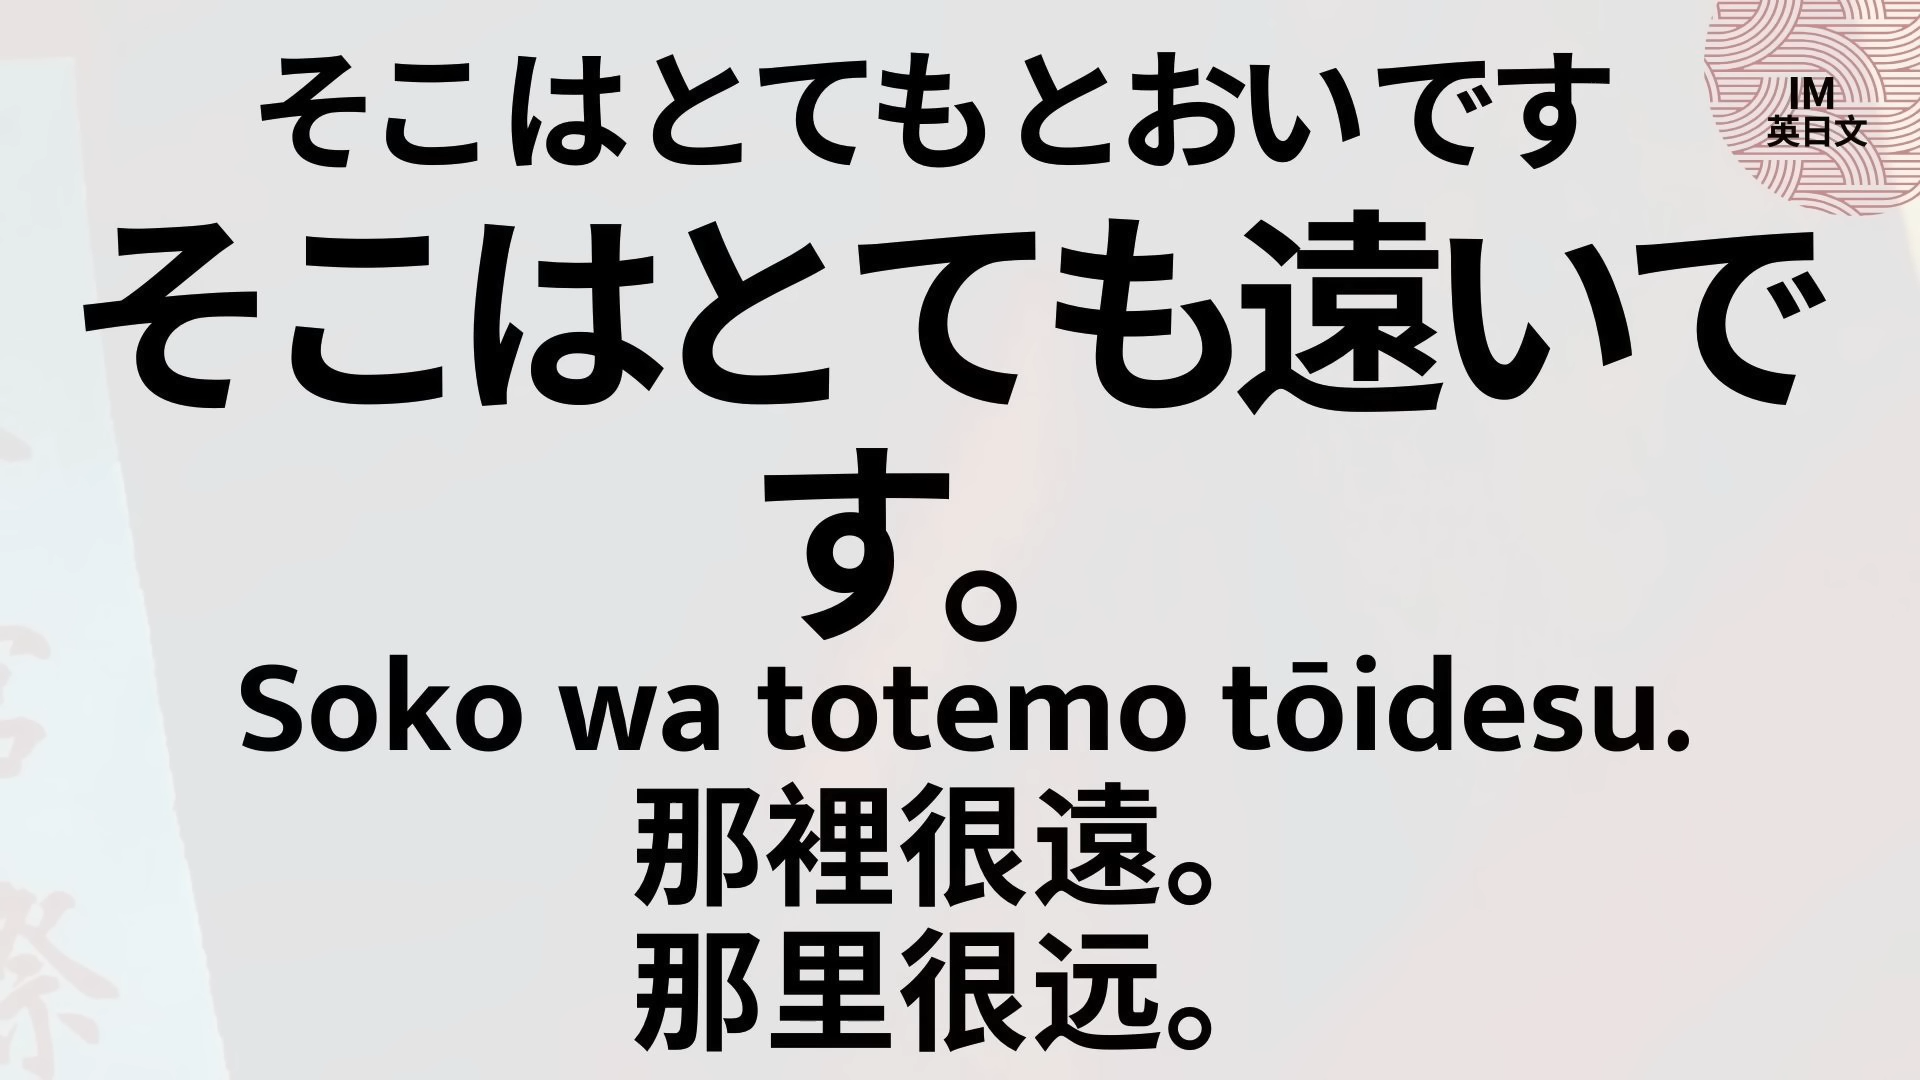 そこ は とても とおい です
IM
英日文
そこはとても遠いで
す。
Soko wa totemo tōidesu.
那裡很遠。
那里很远。